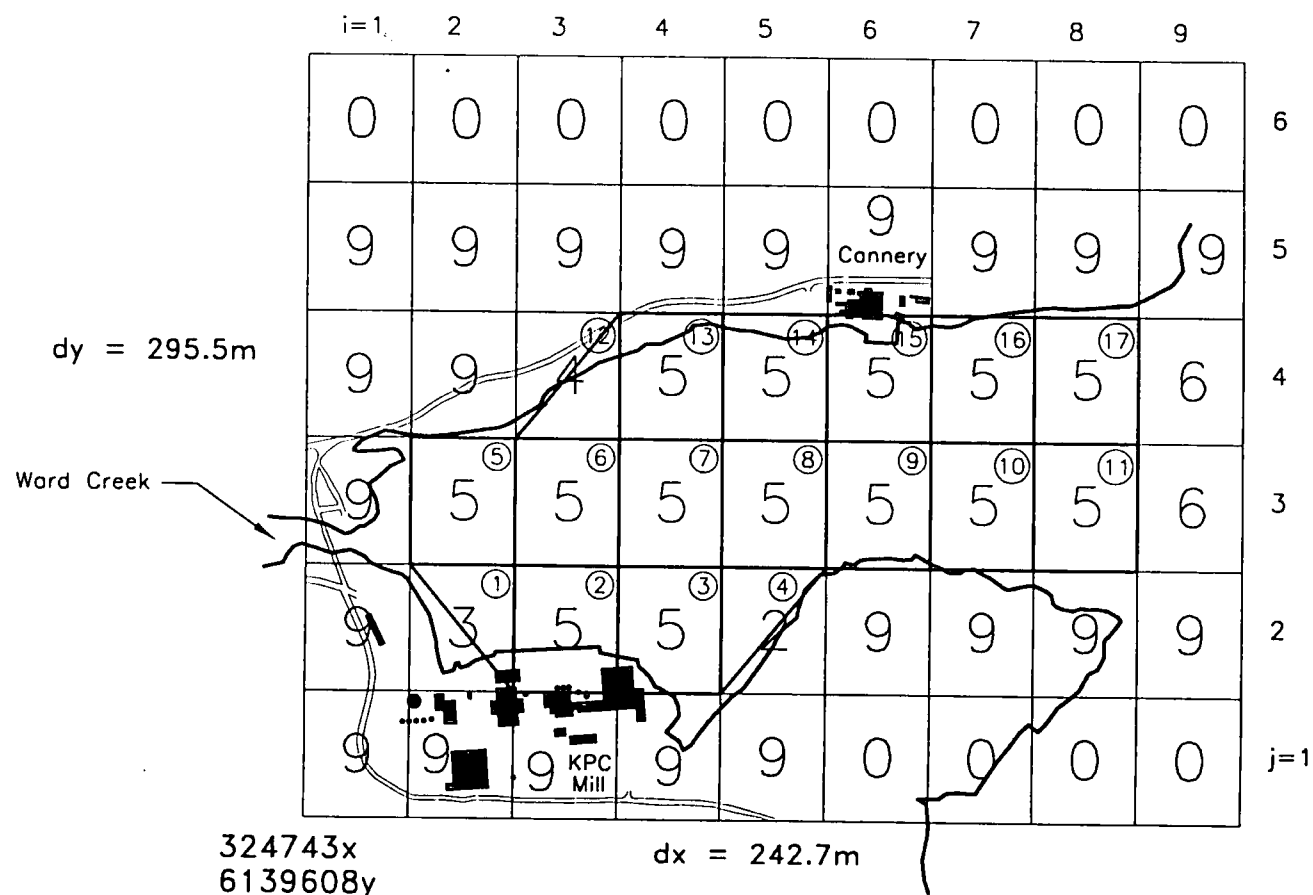 i=1 2 3 4 5 6 7 8 9
0 0 0 0 0 0 0 0 0 6
9 9 9 9 9 9 9 9 9 5
Cannery
dy = 295.5m
12 13 14 15 16 17
9 9 4 5 5 5 5 5 6 4
5 6 7 8 9 10 11
Ward Creek
9 5 5 5 5 5 5 5 6 3
1 2 3 4
9 3 5 5 2 9 9 9 9 2
9 9 9 9 9 0 0 0 0 j=1
KPC
Mill
324743x
dx = 242.7m
6139608y